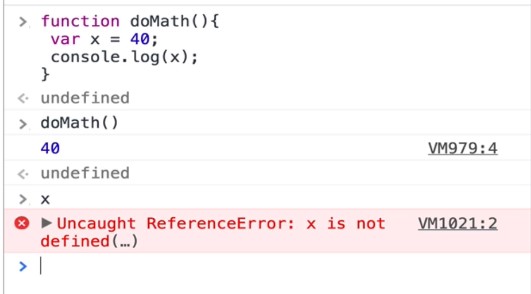 > function doMath(){
var x = 40;
console.log(x);
}
<· undefined
> doMath()
40 VM979:4
<· undefined
> x
▶Uncaught ReferenceError: x is not VM1021:2
defined(…)
>